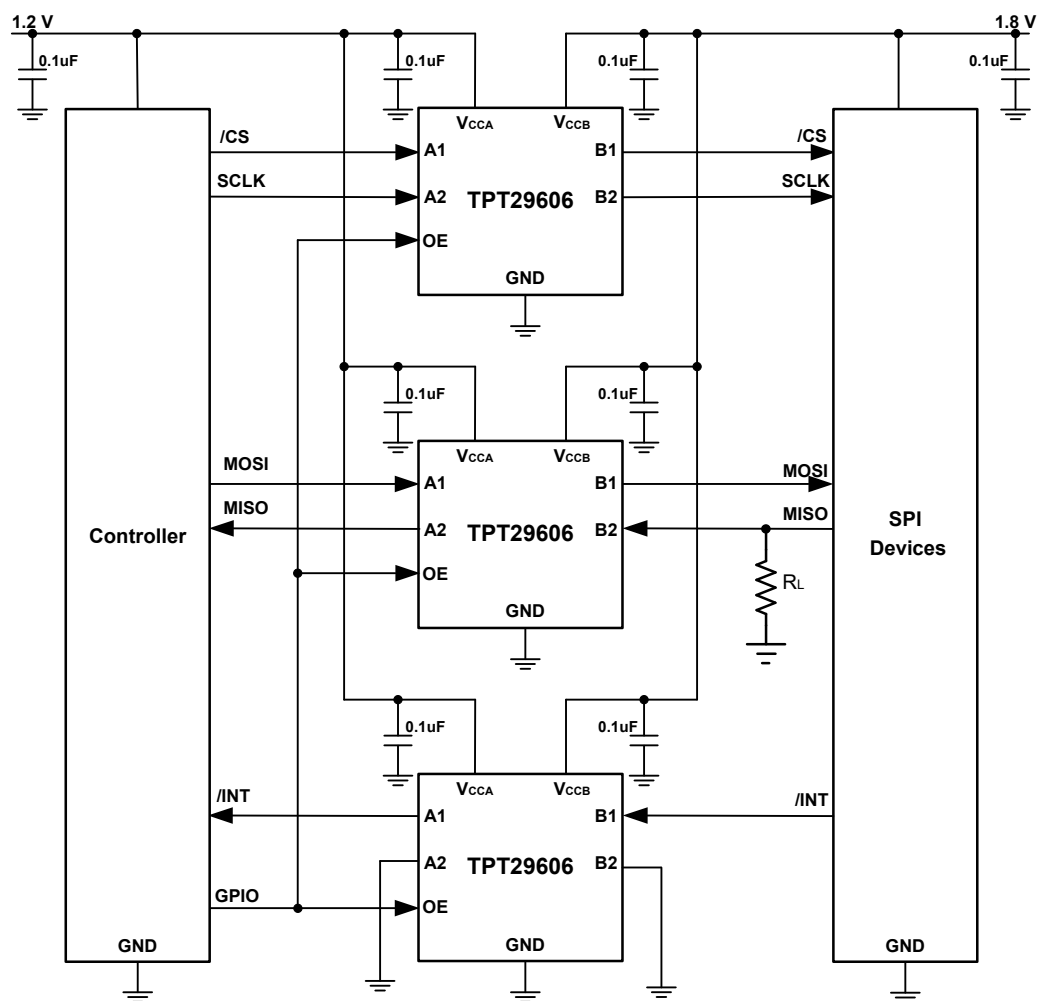 1.2 V
1.8 V
0.1uF
0.1uF
0.1uF
0.1uF
VCCA
VCCB
/CS
A1
B1
/CS
SCLK
A2
TPT29606
B2
SCLK
OE
GND
0.1uF
0.1uF
VCCA
VCCB
MOSI
A1
B1
MOSI
MISO
A2
TPT29606
B2
MISO
Controller
SPI
Devices
OE
RL
GND
0.1uF
0.1uF
VCCA
VCCB
/INT
A1
B1
/INT
A2
TPT29606
B2
GPIO
OE
GND
GND
GND